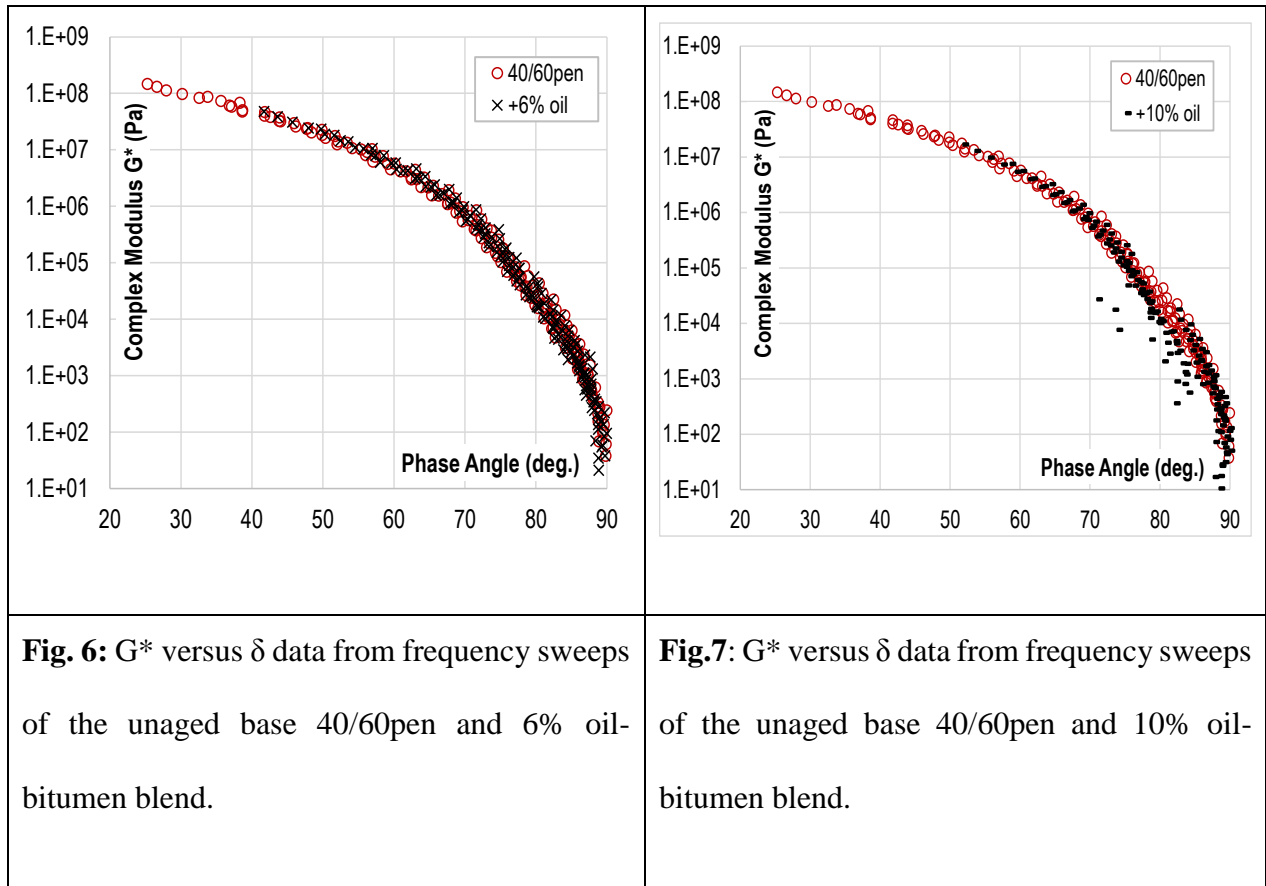 1.E+09
1.E+08
1.E+07
1.E+06
1.E+05
1.E+04
1.E+03
1.E+02
1.E+01
Complex Modulus G* (Pa)
40/60pen
+6% oil
Phase Angle (deg.)
20 30 40 50 60 70 80 90
1.E+09
1.E+08
1.E+07
1.E+06
1.E+05
1.E+04
1.E+03
1.E+02
1.E+01
Complex Modulus G* (Pa)
40/60pen
+10% oil
Phase Angle (deg.)
20 30 40 50 60 70 80 90
Fig. 6: G* versus δ data from frequency sweeps
of the unaged base 40/60pen and 6% oil-
bitumen blend.
Fig.7: G* versus δ data from frequency sweeps
of the unaged base 40/60pen and 10% oil-
bitumen blend.